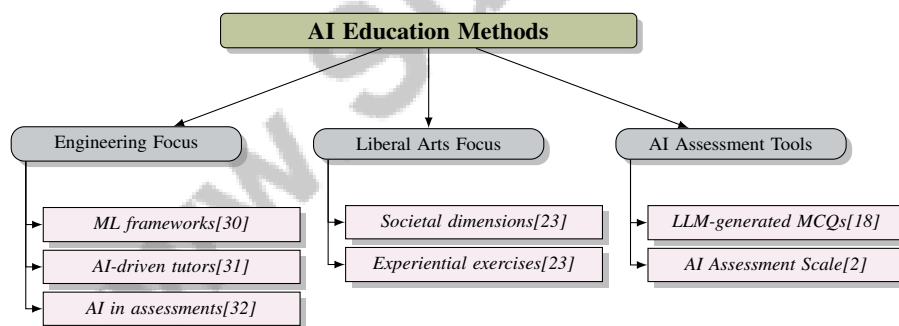 AI Education Methods
Engineering Focus
Liberal Arts Focus
AI Assessment Tools
ML frameworks[30]
Societal dimensions[23]
LLM-generated MCQs[18]
AI-driven tutors[31]
Experiential exercises[23]
AI Assessment Scale[2]
AI in assessments[32]